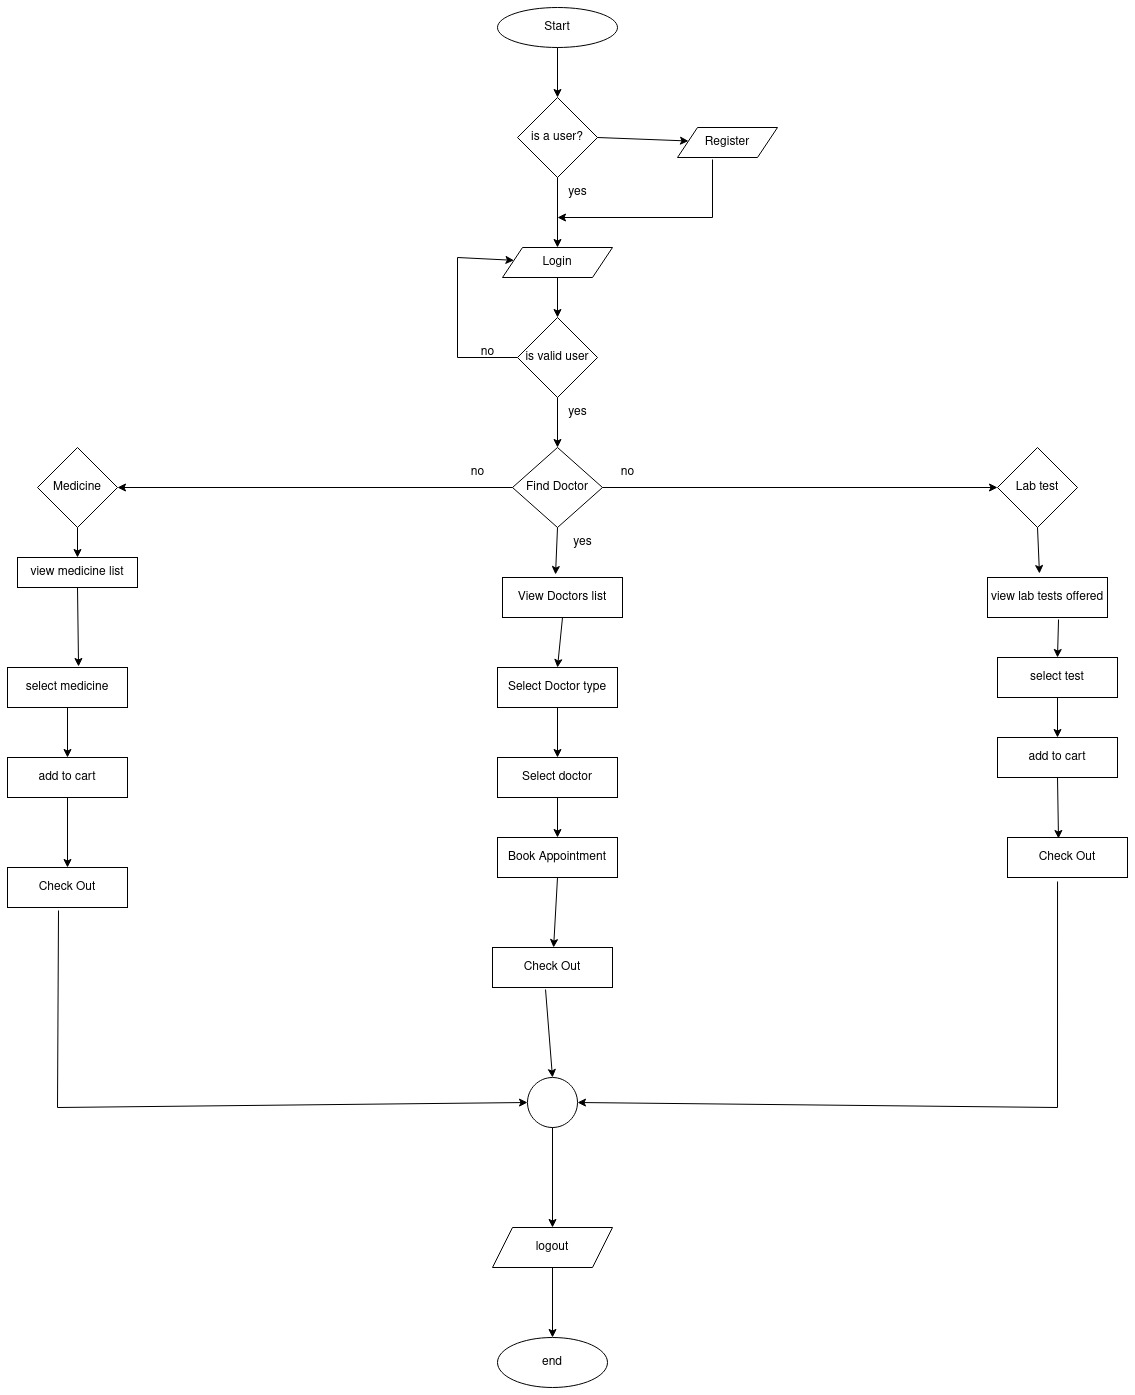 Start
is a user?
Register
yes
Login
no
is valid user
yes
no
no
Medicine
Find Doctor
Lab test
yes
view medicine list
View Doctors list
view lab tests offered
select medicine
Select Doctor type
select test
add to cart
Select doctor
add to cart
Book Appointment
Check Out
Check Out
Check Out
logout
end